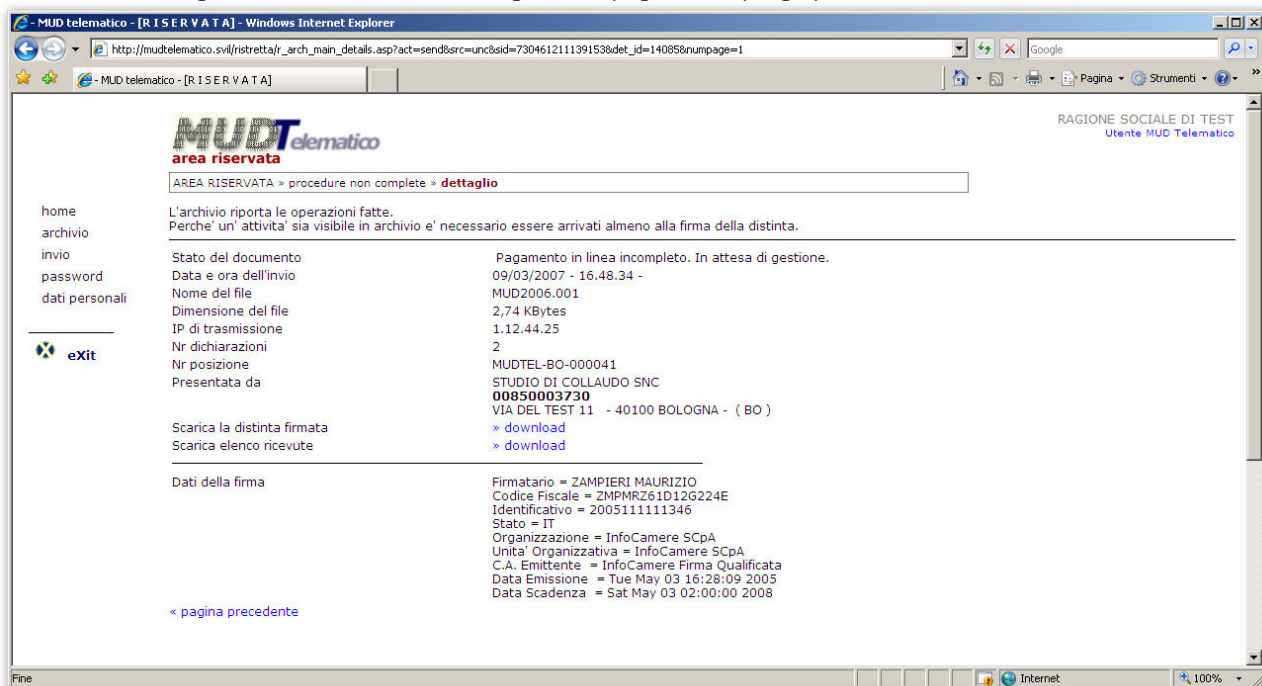 - MUD telematico - [R I S E R V A T A] - Windows Internet Explorer
http://mudtelematico.svil/ristretta/r_arch_main_details.asp?act=send&src=unc&sid=730461211139153&det_id=14085&numpage=1
Google
- MUD telematico - [R I S E R V A T A]
Pagina
Strumenti
»
MUDTelematico
area riservata
RAGIONE SOCIALE DI TEST
Utente MUD Telematico
AREA RISERVATA » procedure non complete » dettaglio
home
archivio
invio
password
dati personali
eXit
L'archivio riporta le operazioni fatte.
Perche' un' attivita' sia visibile in archivio e' necessario essere arrivati almeno alla firma della distinta.
Stato del documento Pagamento in linea incompleto. In attesa di gestione.
Data e ora dell'invio 09/03/2007 - 16.48.34 -
Nome del file MUD2006.001
Dimensione del file 2,74 KBytes
IP di trasmissione 1.12.44.25
Nr dichiarazioni 2
Nr posizione MUDTEL-BO-000041
Presentata da STUDIO DI COLLAUDO SNC
00850003730
VIA DEL TEST 11 - 40100 BOLOGNA - ( BO )
Scarica la distinta firmata » download
Scarica elenco ricevute » download
Dati della firma Firmatario = ZAMPIERI MAURIZIO
Codice Fiscale = ZMPMRZ61D12G224E
Identificativo = 2005111111346
Stato = IT
Organizzazione = InfoCamere SCpA
Unita' Organizzativa = InfoCamere SCpA
C.A. Emittente = InfoCamere Firma Qualificata
Data Emissione = Tue May 03 16:28:09 2005
Data Scadenza = Sat May 03 02:00:00 2008
« pagina precedente
Fine
Internet
100%